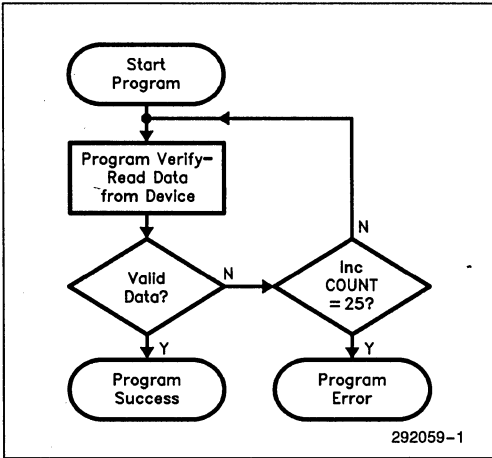 Start
Program
Program Verify-
Read Data
from Device
N
Valid
Data?
N
Inc
COUNT
=25?
Y
Y
Program
Success
Program
Error
292059-1